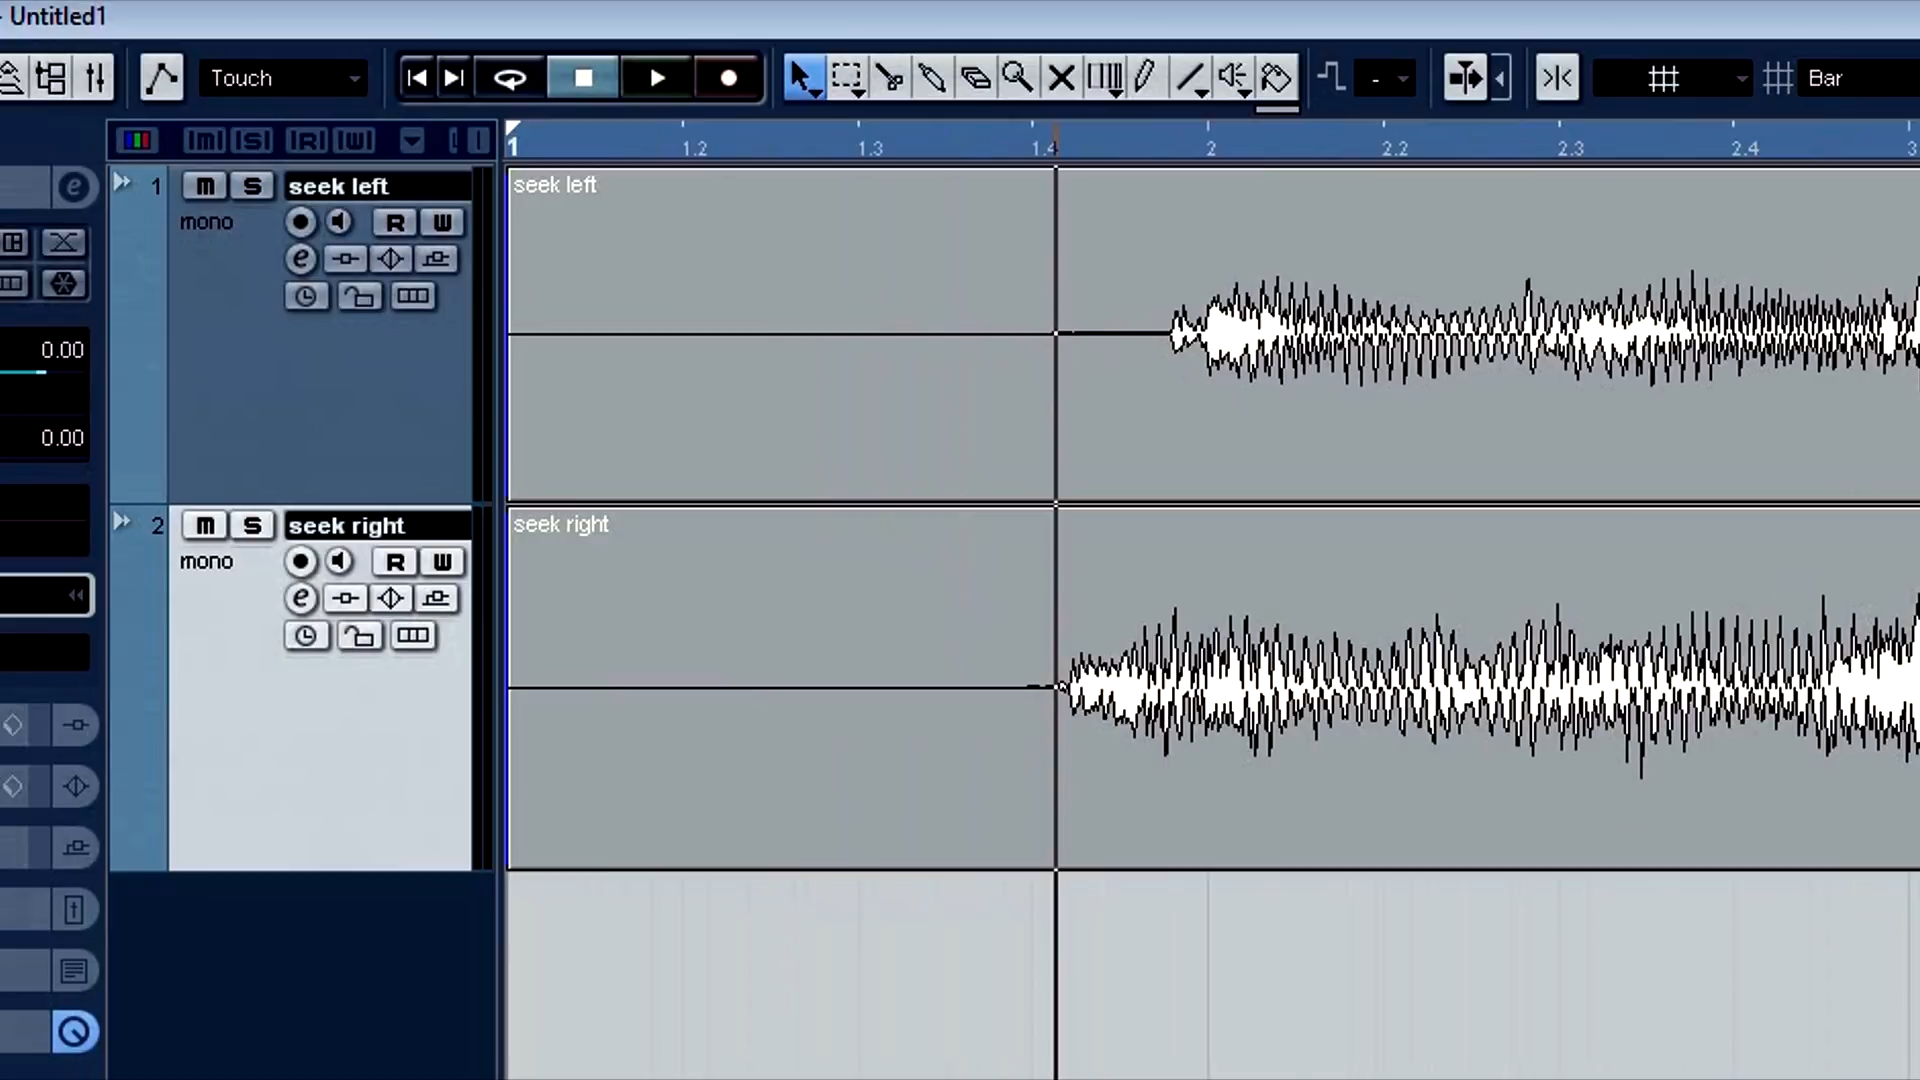 - Untitled1
Touch
-
Bar
m S R W
1 1.2 1.3 1.4 2 2.2 2.3 2.4 3
1 m S seek left
mono
R W
e
seek left
0.00
0.00
2 m S seek right
mono
R W
e
seek right